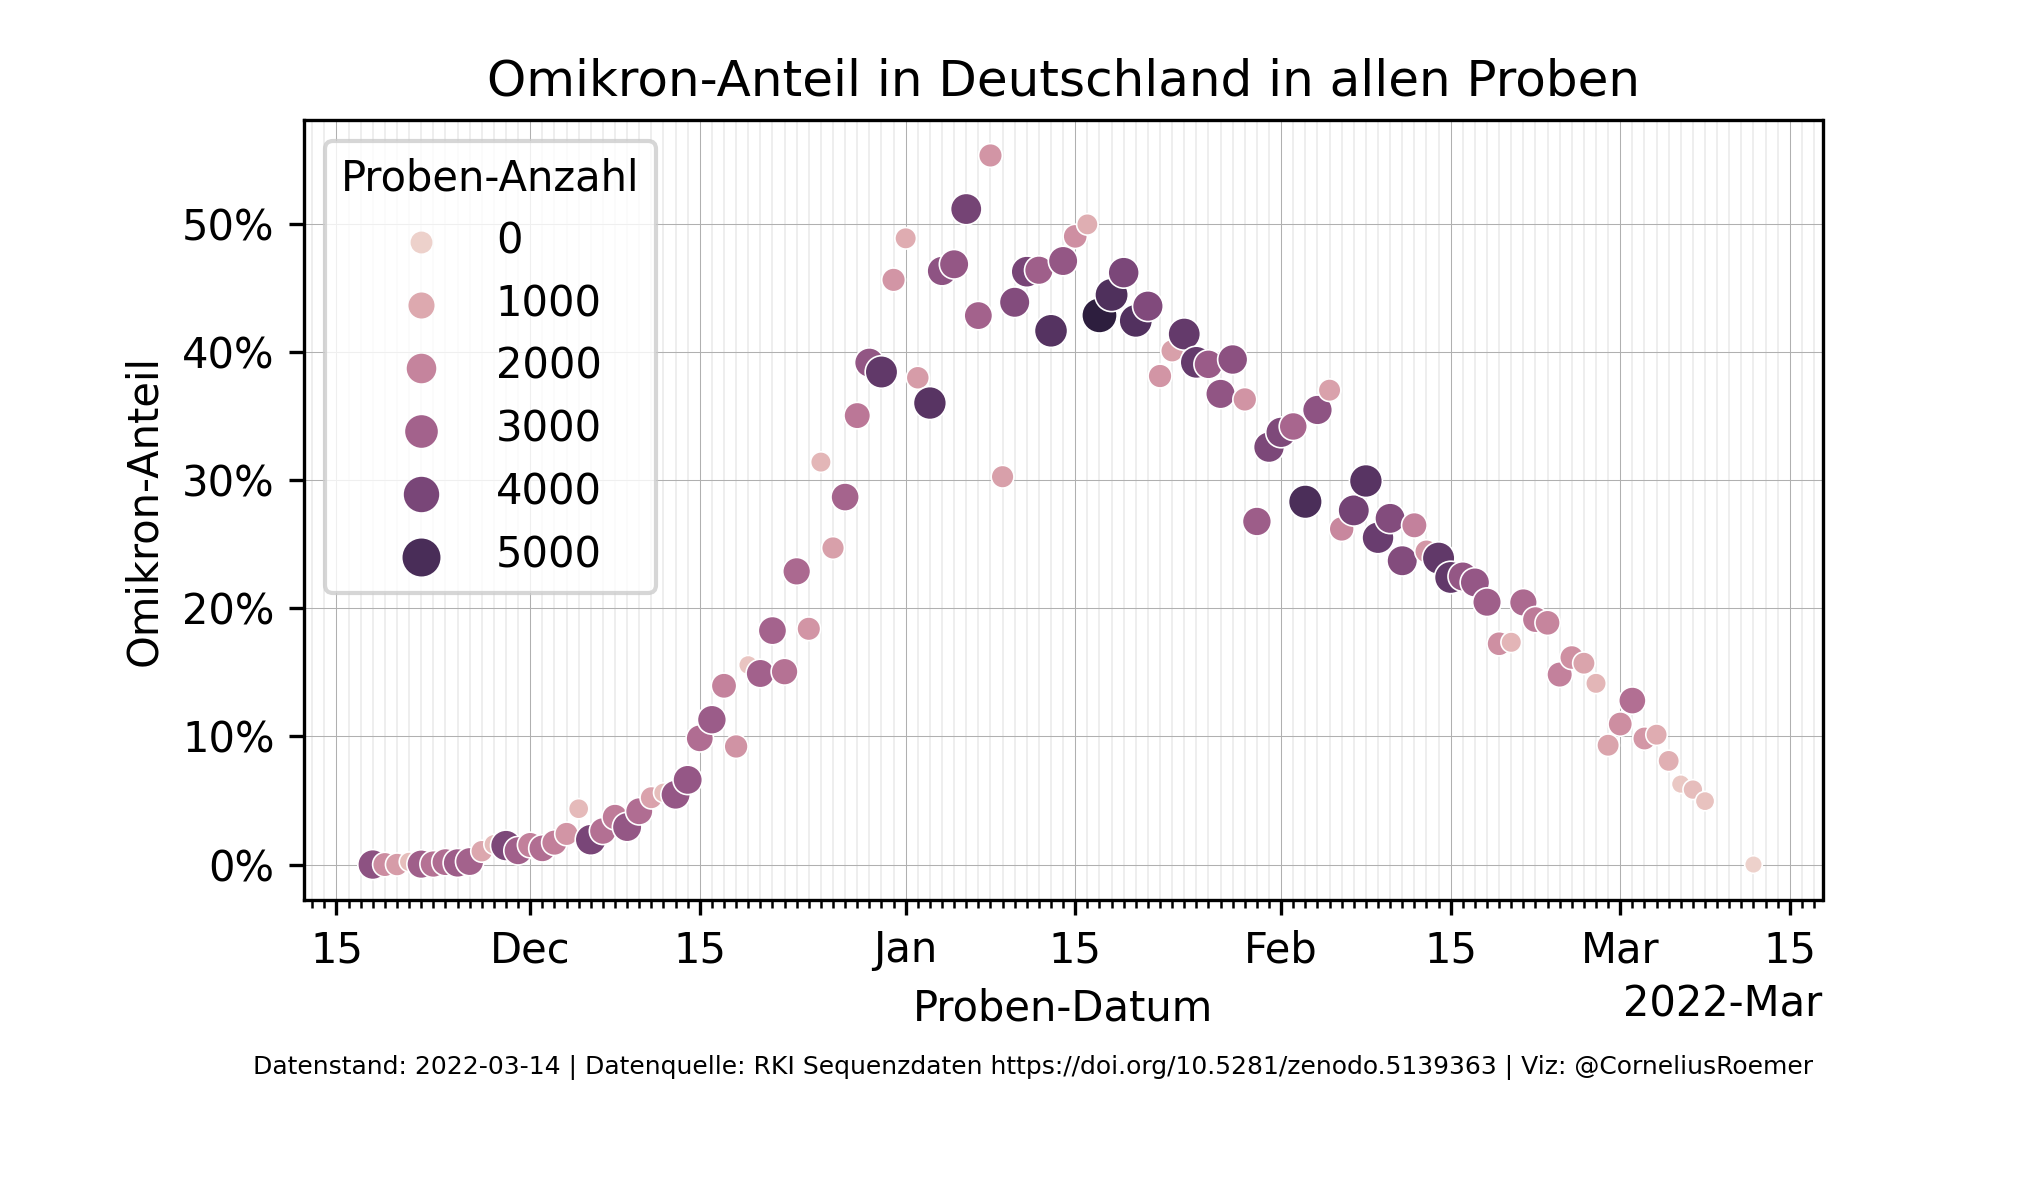 Omikron-Anteil in Deutschland in allen Proben
Proben-Anzahl
0
1000
2000
3000
4000
5000
Omikron-Anteil
50%
40%
30%
20%
10%
0%
15 Dec 15 Jan 15 Feb 15 Mar 15
Proben-Datum
2022-Mar
Datenstand: 2022-03-14 | Datenquelle: RKI Sequenzdaten https://doi.org/10.5281/zenodo.5139363 | Viz: @CorneliusRoemer